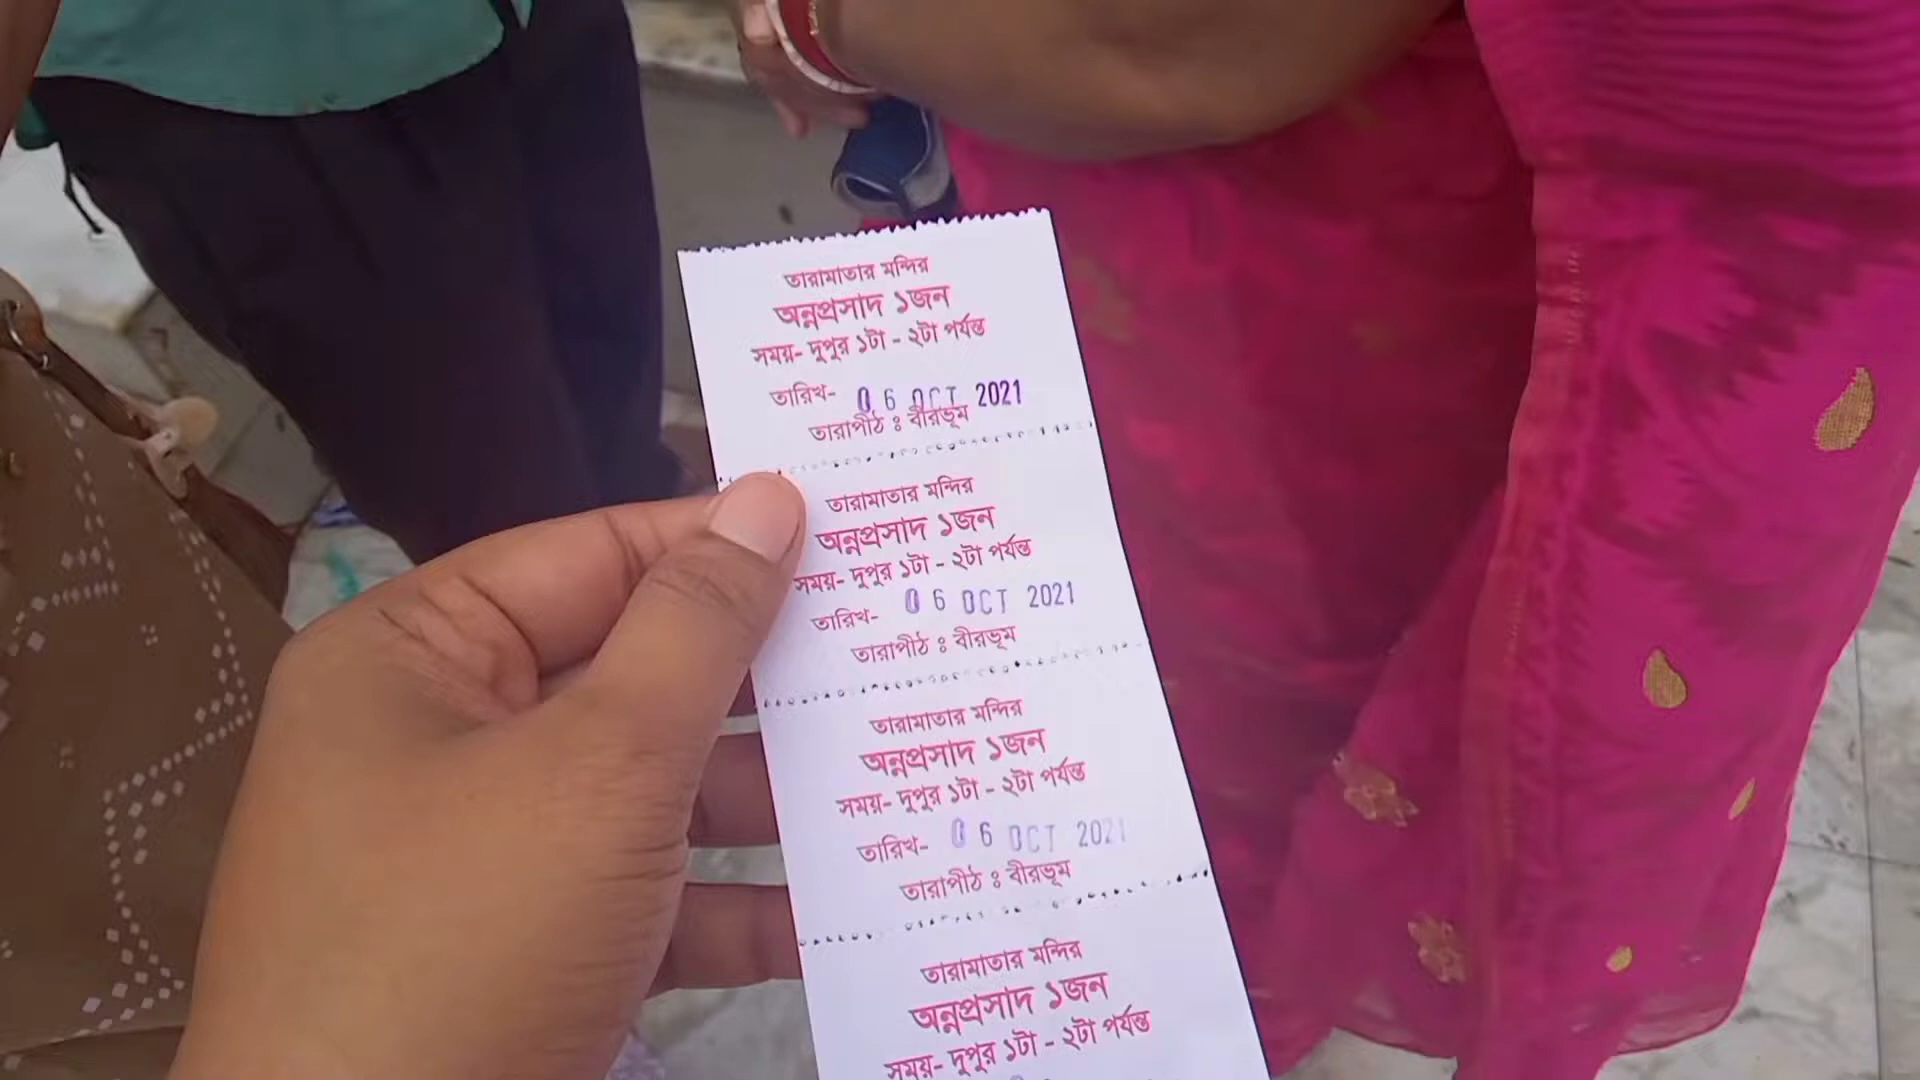 তারামাতার মন্দির
অন্নপ্রসাদ ১জন
সময়- দুপুর ১টা - ২টা পর্যন্ত
তারিখ- 06 OCT 2021
তারাপীঠ ঃ বীরভূম
তারামাতার মন্দির
অন্নপ্রসাদ ১জন
সময়- দুপুর ১টা - ২টা পর্যন্ত
তারিখ- 06 OCT 2021
তারাপীঠ ঃ বীরভূম
তারামাতার মন্দির
অন্নপ্রসাদ ১জন
সময়- দুপুর ১টা - ২টা পর্যন্ত
তারিখ- 06 OCT 2021
তারাপীঠ ঃ বীরভূম
তারামাতার মন্দির
অন্নপ্রসাদ ১জন
সময়- দুপুর ১টা - ২টা পর্যন্ত